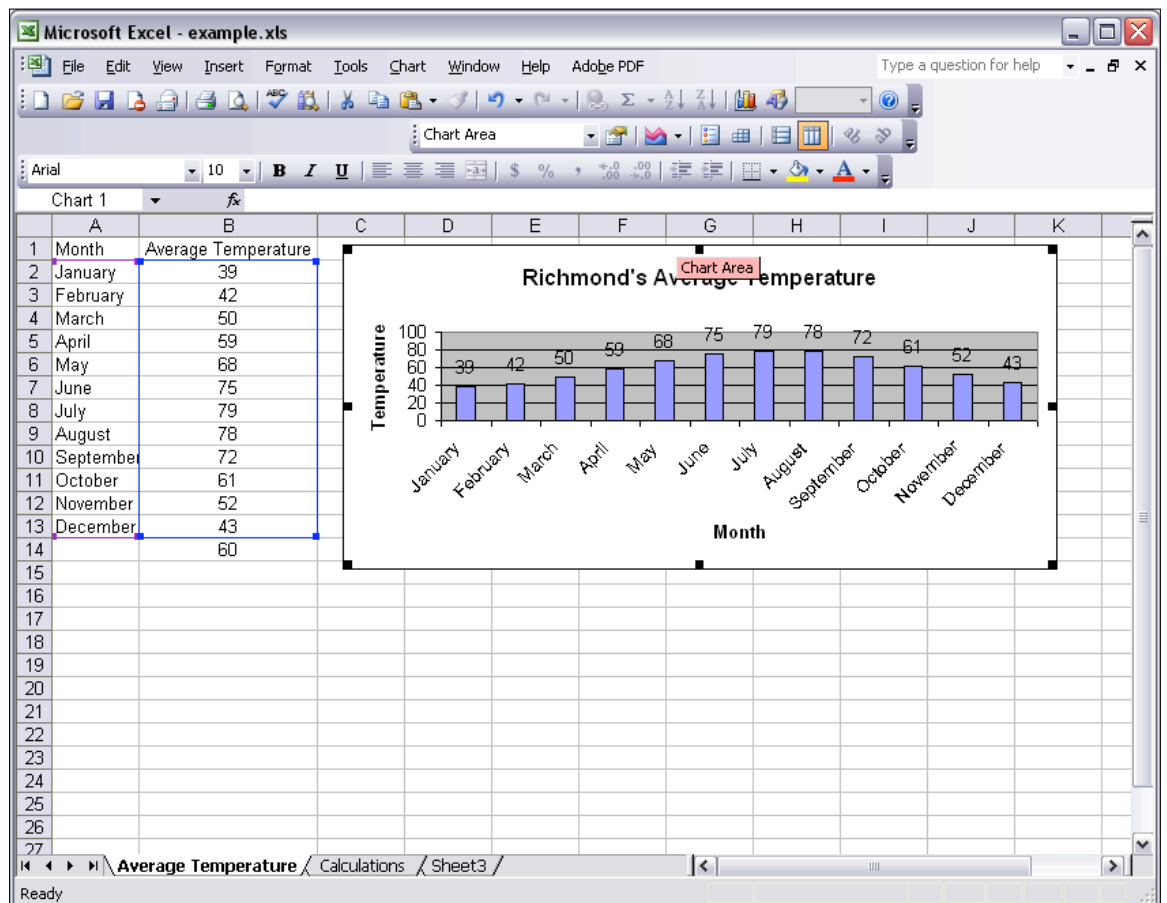 Microsoft Excel - example.xls
File Edit View Insert Format Tools Chart Window Help Adobe PDF Type a question for help
ABC Σ A Z Z A
Chart Area
Arial 10 B I U $ % , .00 .00
Chart 1 fx
A B C D E F G H I J K
1 Month Average Temperature
2 January 39
3 February 42
4 March 50
5 April 59
6 May 68
7 June 75
8 July 79
9 August 78
10 September 72
11 October 61
12 November 52
13 December 43
14 60
15
16
17
18
19
20
21
22
23
24
25
26
27
Richmond's Average Temperature
Chart Area
Temperature
100
80
60
40
20
0
39 42 50 59 68 75 79 78 72 61 52 43
January February March April May June July August September October November December
Month
Average Temperature Calculations Sheet3
Ready